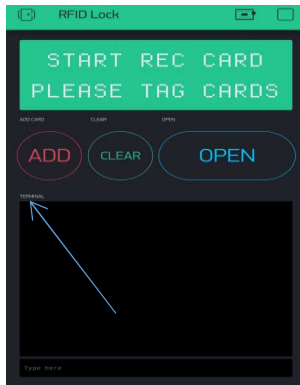 RFID Lock
START REC CARD
PLEASE TAG CARDS
ADD CARD CLEAR OPEN
ADD CLEAR OPEN
TERMINAL
Type here